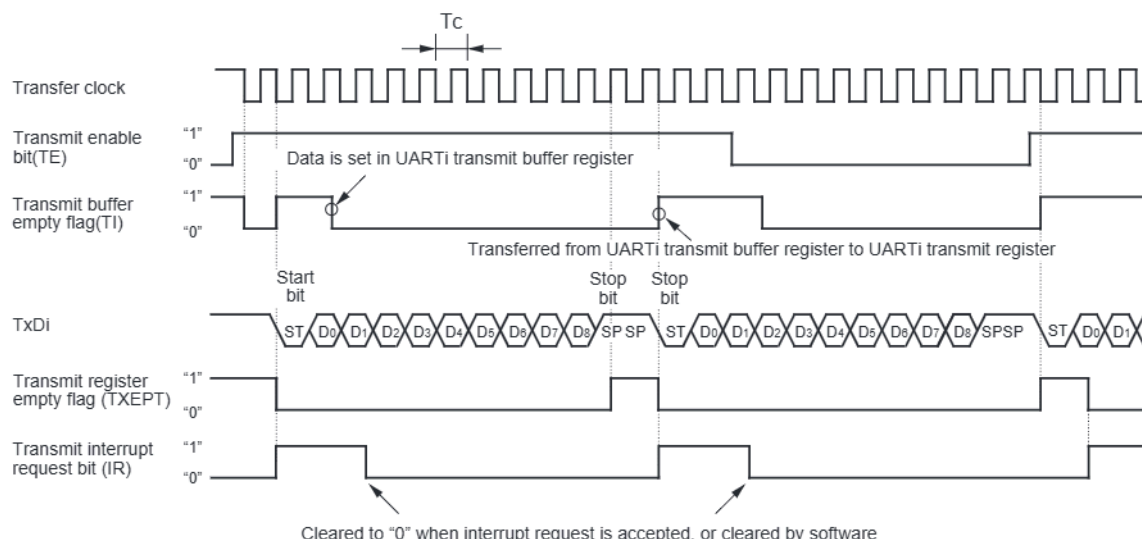 Tc
Transfer clock
Transmit enable
bit(TE)
“1”
“0”
Data is set in UARTi transmit buffer register
Transmit buffer
empty flag(TI)
“1”
“0”
Transferred from UARTi transmit buffer register to UARTi transmit register
Start
bit
Stop
bit
Stop
bit
TxDi
ST D0 D1 D2 D3 D4 D5 D6 D7 D8 SP SP ST D0 D1 D2 D3 D4 D5 D6 D7 D8 SPSP ST D0 D1
Transmit register
empty flag (TXEPT)
“1”
“0”
Transmit interrupt
request bit (IR)
“1”
“0”
Cleared to “0” when interrupt request is accepted, or cleared by software